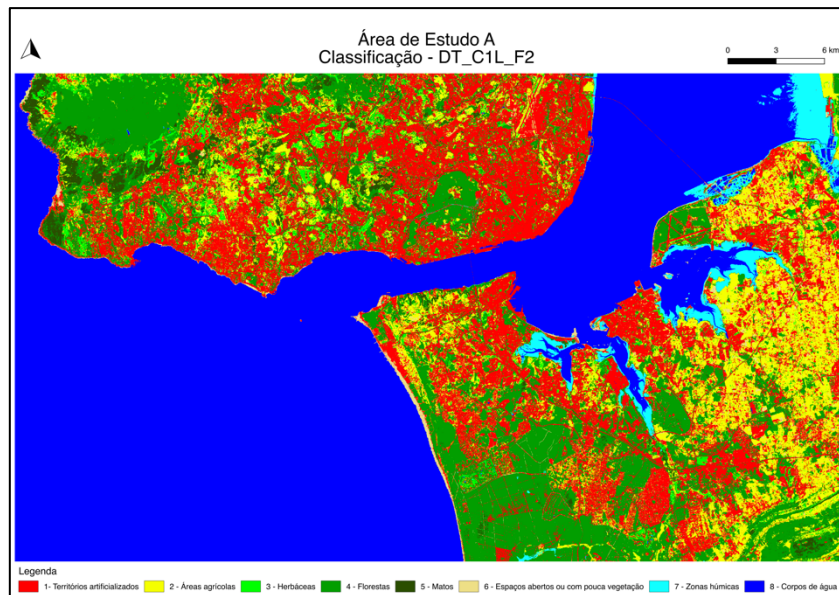 Área de Estudo A
Classificação - DT_C1L_F2
0 3 6 km
Legenda
1- Territórios artificializados 2 - Áreas agrícolas 3 - Herbáceas 4 - Florestas 5 - Matos 6 - Espaços abertos ou com pouca vegetação 7 - Zonas húmicas 8 - Corpos de água